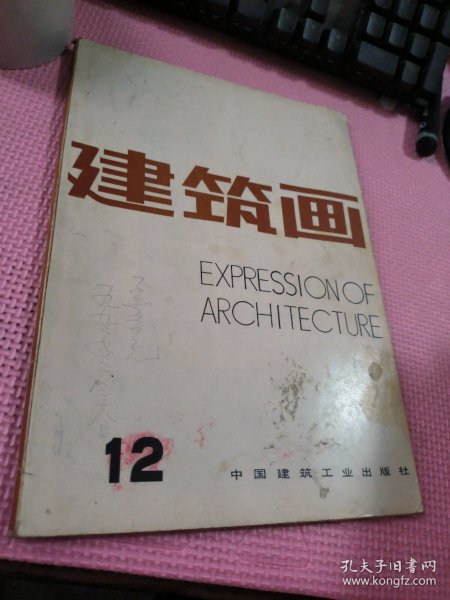 建筑画
EXPRESSION OF
ARCHITECTURE
12
中国建筑工业出版社
孔夫子旧书网
www.kongfz.com